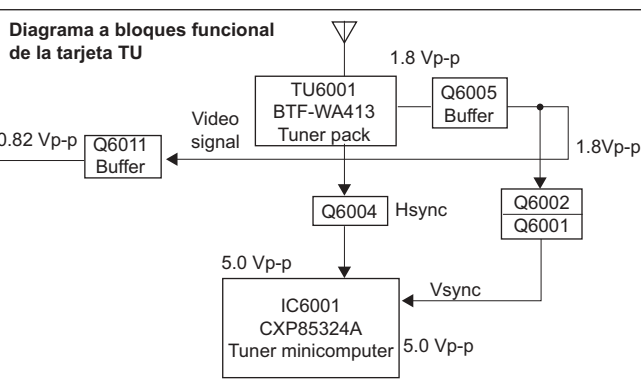 Diagrama a bloques funcional
de la tarjeta TU
1.8 Vp-p
TU6001
BTF-WA413
Tuner pack
Q6005
Buffer
Video
signal
0.82 Vp-p
Q6011
Buffer
1.8Vp-p
Q6004
Hsync
Q6002
Q6001
5.0 Vp-p
Vsync
IC6001
CXP85324A
Tuner minicomputer
5.0 Vp-p